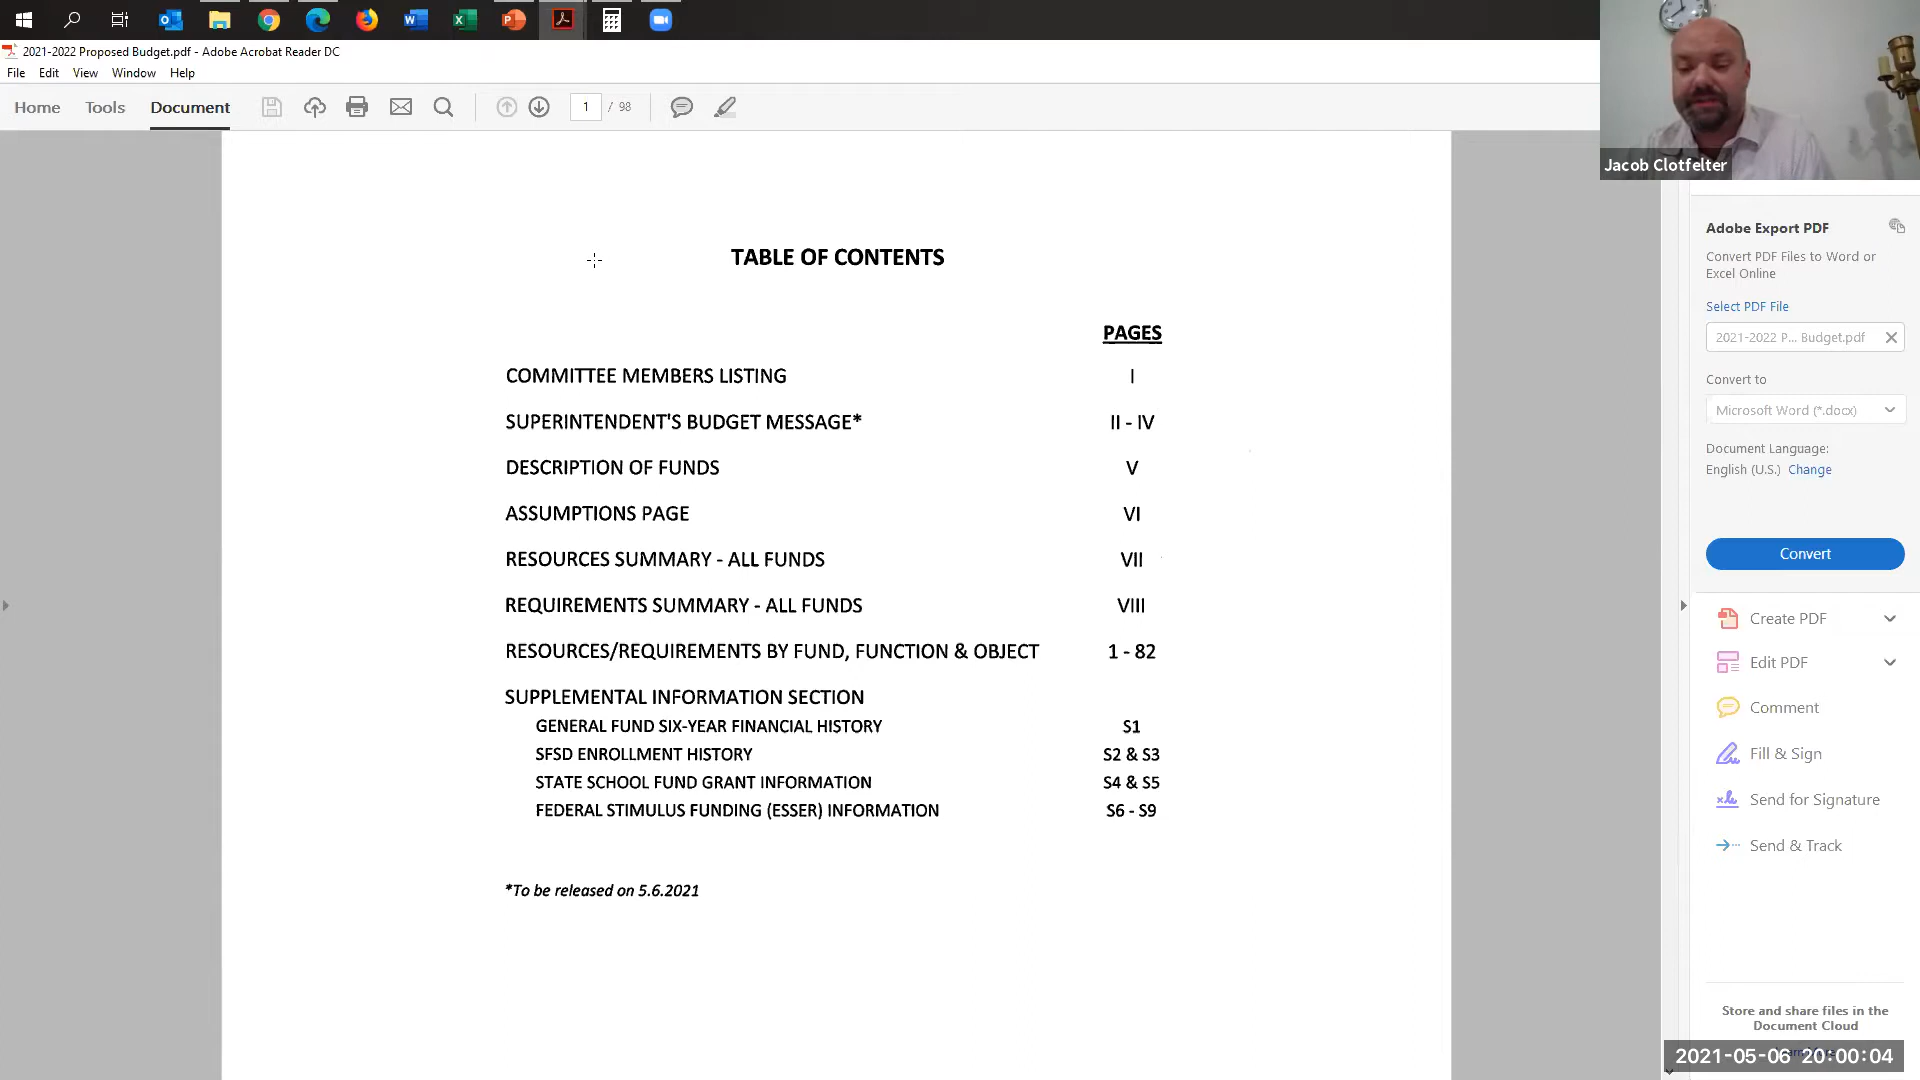 2021-2022 Proposed Budget.pdf - Adobe Acrobat Reader DC
File Edit View Window Help
Home Tools Document 1 / 98
Jacob Clotfelter
TABLE OF CONTENTS
PAGES
COMMITTEE MEMBERS LISTING I
SUPERINTENDENT'S BUDGET MESSAGE* II - IV
DESCRIPTION OF FUNDS V
ASSUMPTIONS PAGE VI
RESOURCES SUMMARY - ALL FUNDS VII
REQUIREMENTS SUMMARY - ALL FUNDS VIII
RESOURCES/REQUIREMENTS BY FUND, FUNCTION & OBJECT 1 - 82
SUPPLEMENTAL INFORMATION SECTION
GENERAL FUND SIX-YEAR FINANCIAL HISTORY S1
SFSD ENROLLMENT HISTORY S2 & S3
STATE SCHOOL FUND GRANT INFORMATION S4 & S5
FEDERAL STIMULUS FUNDING (ESSER) INFORMATION S6 - S9
*To be released on 5.6.2021
Adobe Export PDF
Convert PDF Files to Word or
Excel Online
Select PDF File
2021-2022 P... Budget.pdf
Convert to
Microsoft Word (*.docx)
Document Language:
English (U.S.) Change
Convert
Create PDF
Edit PDF
Comment
Fill & Sign
Send for Signature
Send & Track
Store and share files in the
Document Cloud
2021-05-06 20:00:04